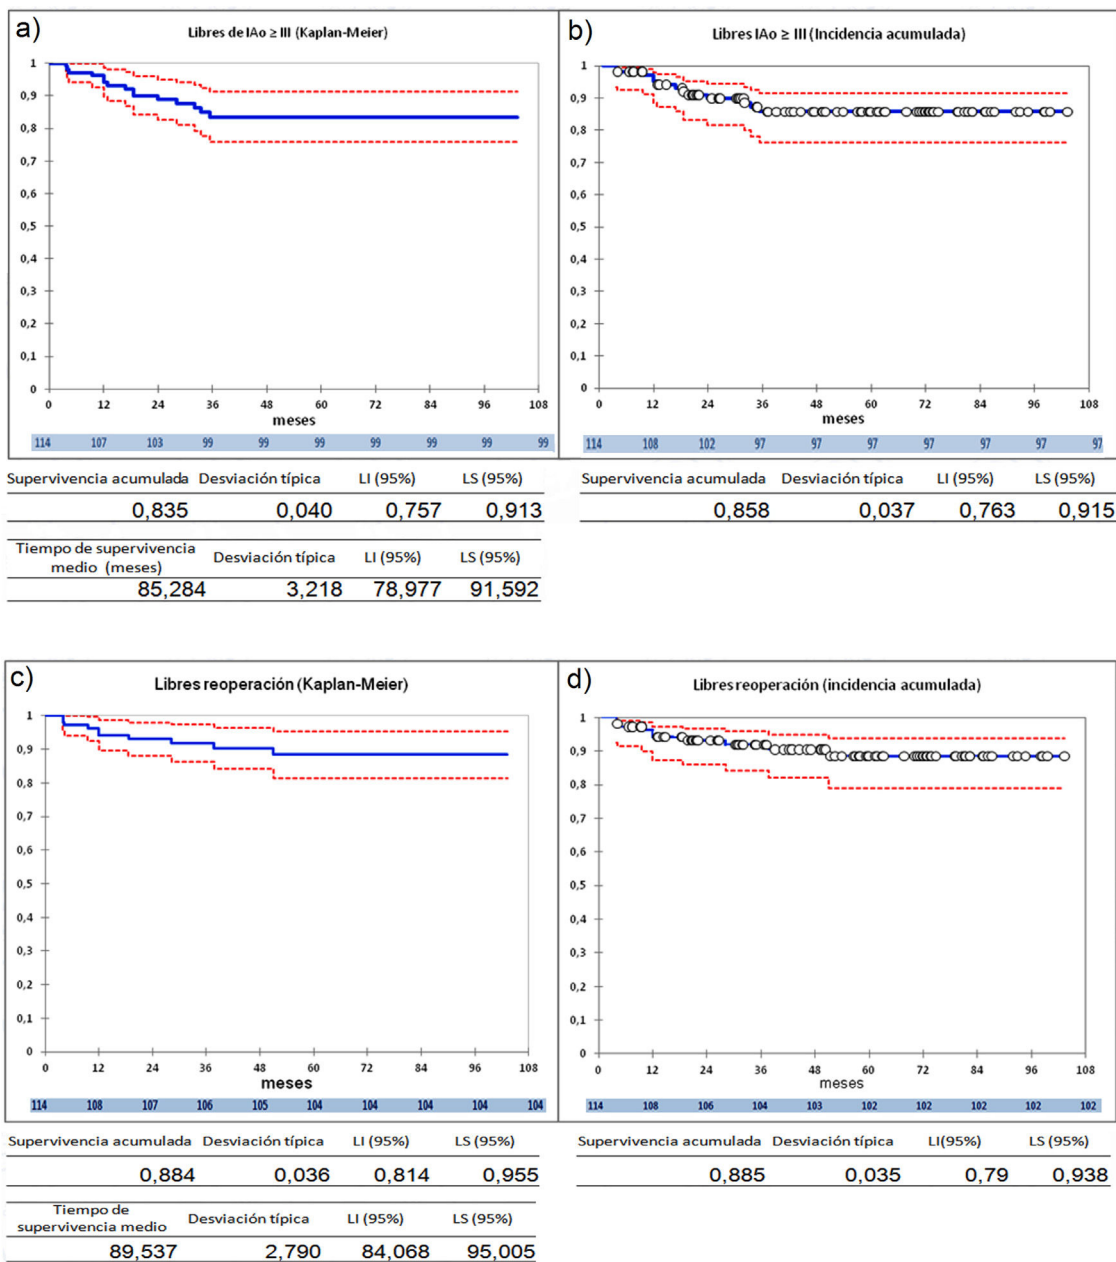 a)
Libres de IAo ≥ III (Kaplan-Meier)
1
0,9
0,8
0,7
0,6
0,5
0,4
0,3
0,2
0,1
0
0 12 24 36 48 60 72 84 96 108
meses
114 107 103 99 99 99 99 99 99 99
Supervivencia acumulada Desviación típica LI (95%) LS (95%)
0,835 0,040 0,757 0,913
Tiempo de supervivencia
medio (meses) Desviación típica LI (95%) LS (95%)
85,284 3,218 78,977 91,592
b)
Libres IAo ≥ III (Incidencia acumulada)
1
0,9
0,8
0,7
0,6
0,5
0,4
0,3
0,2
0,1
0
0 12 24 36 48 60 72 84 96 108
meses
114 108 102 97 97 97 97 97 97 97
Supervivencia acumulada Desviación típica LI (95%) LS (95%)
0,858 0,037 0,763 0,915
c)
Libres reoperación (Kaplan-Meier)
1
0,9
0,8
0,7
0,6
0,5
0,4
0,3
0,2
0,1
0
0 12 24 36 48 60 72 84 96 108
meses
114 108 107 106 105 104 104 104 104 104
Supervivencia acumulada Desviación típica LI (95%) LS (95%)
0,884 0,036 0,814 0,955
Tiempo de
supervivencia medio Desviación típica LI (95%) LS (95%)
89,537 2,790 84,068 95,005
d)
Libres reoperación (incidencia acumulada)
1
0,9
0,8
0,7
0,6
0,5
0,4
0,3
0,2
0,1
0
0 12 24 36 48 60 72 84 96 108
meses
114 108 106 104 103 102 102 102 102 102
Supervivencia acumulada Desviación típica LI(95%) LS (95%)
0,885 0,035 0,79 0,938